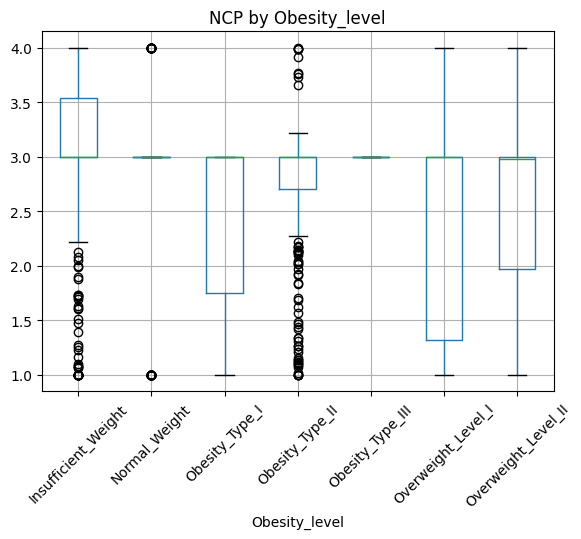 NCP by Obesity_level
4.0
3.5
3.0
2.5
2.0
1.5
1.0
Insufficient_Weight
Normal_Weight
Obesity_Type_I
Obesity_Type_II
Obesity_Type_III
Overweight_Level_I
Overweight_Level_II
Obesity_level